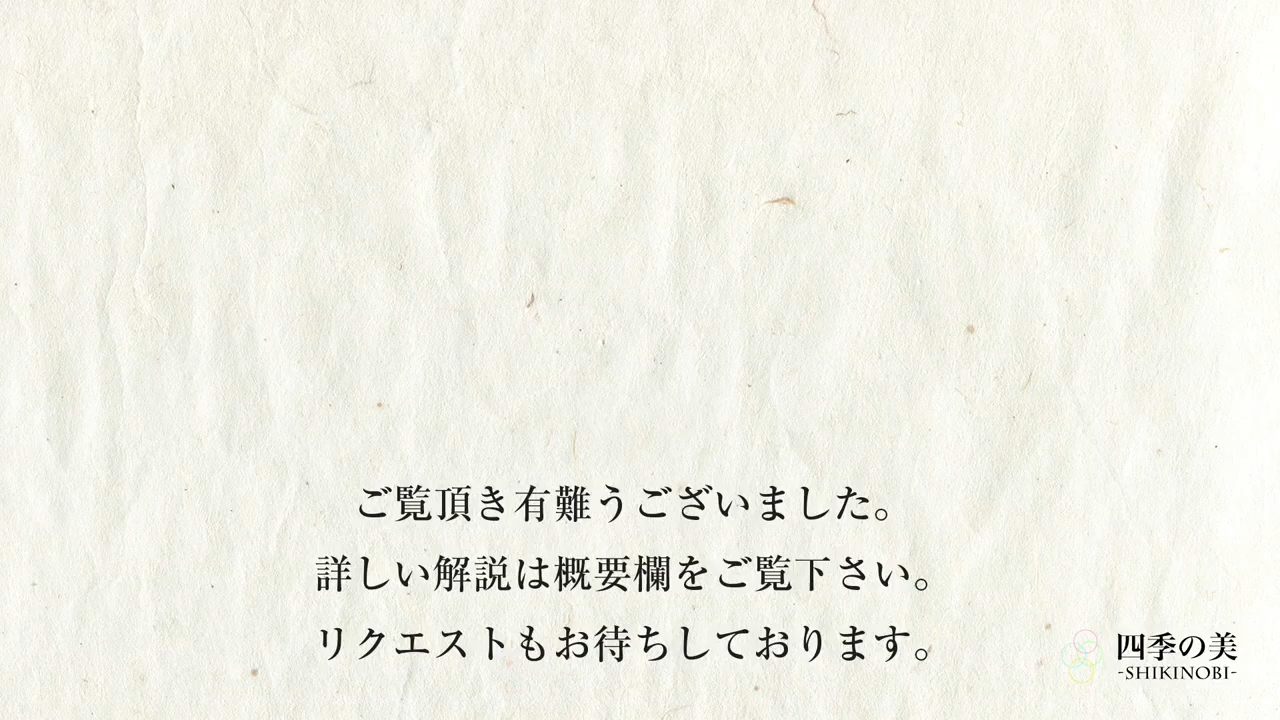 ご覧頂き有難うございました。
詳しい解説は概要欄をご覧下さい。
リクエストもお待ちしております。
四季の美
-SHIKINOBI-